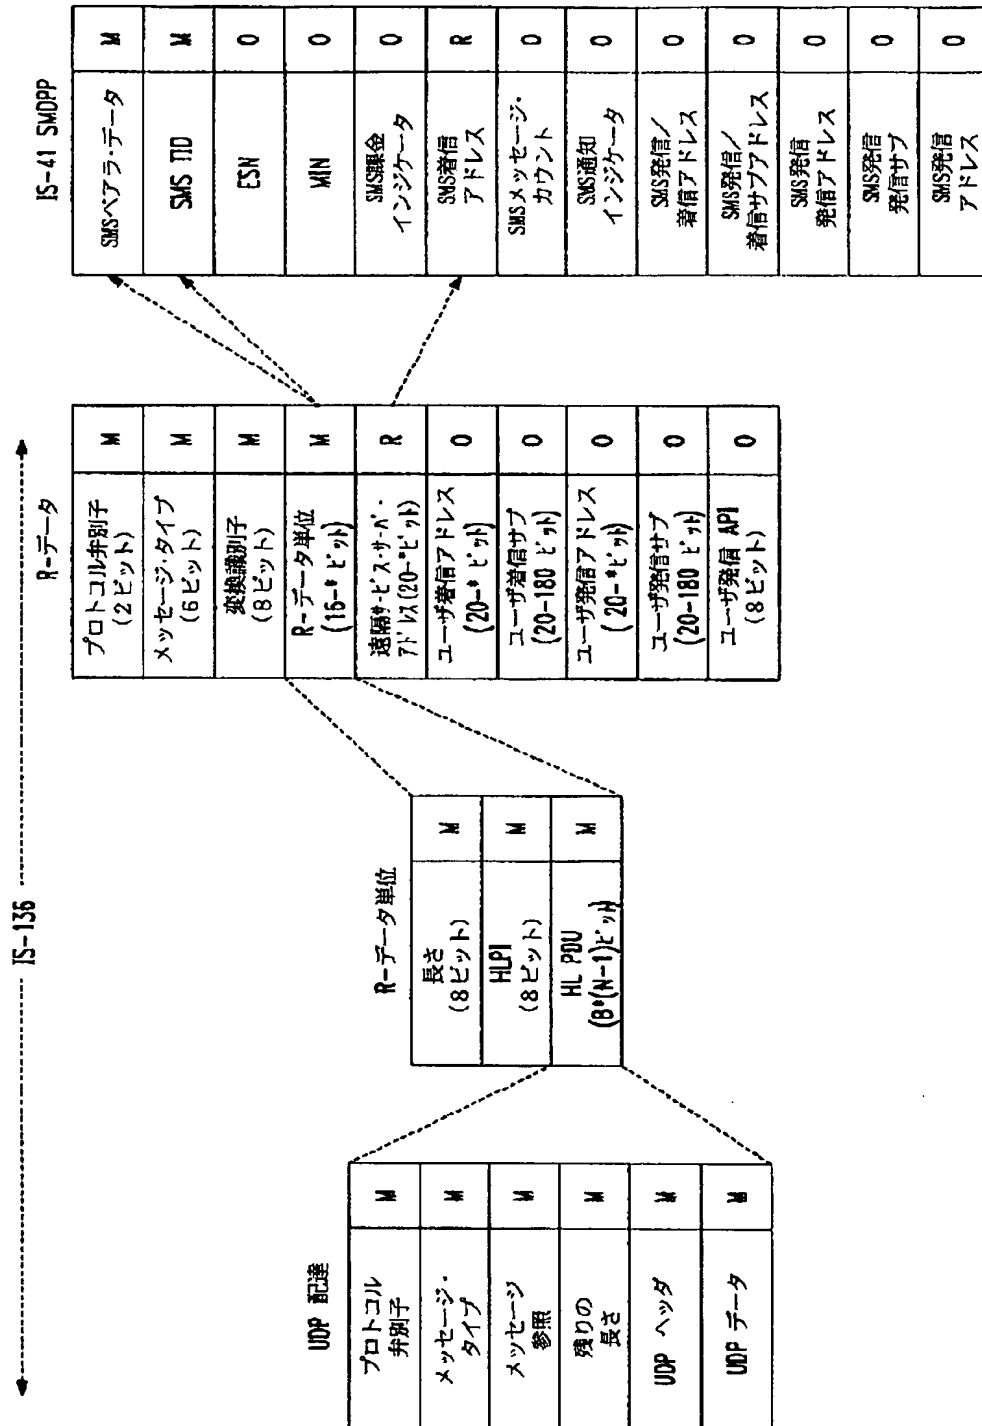 IS-136
UDP 配達
プロトコル
弁別子
M
メッセージ・
タイプ
M
メッセージ
参照
M
残りの
長さ
M
UDP ヘッダ
M
UDP データ
M
R-データ単位
長さ
(8ビット)
M
HLPI
(8ビット)
M
HL PDU
(8*(N-1)ビット)
M
R-データ
プロトコル弁別子
(2ビット)
M
メッセージ・タイプ
(6ビット)
M
変換識別子
(8ビット)
M
R-データ単位
(16-*ビット)
M
遠隔サービス・サーバ・
アドレス(20-*ビット)
R
ユーザ着信アドレス
(20-*ビット)
O
ユーザ着信サブ
(20-180 ビット)
O
ユーザ発信アドレス
(20-*ビット)
O
ユーザ発信サブ
(20-180 ビット)
O
ユーザ発信 API
(8ビット)
O
IS-41 SMDPP
SMSベアラ・データ
M
SMS TID
M
ESN
O
MIN
O
SMS課金
インジケータ
O
SMS着信
アドレス
R
SMSメッセージ・
カウント
O
SMS通知
インジケータ
O
SMS発信/
着信アドレス
O
SMS発信/
着信サブアドレス
O
SMS発信
発信アドレス
O
SMS発信
発信サブ
O
SMS発信
アドレス
O